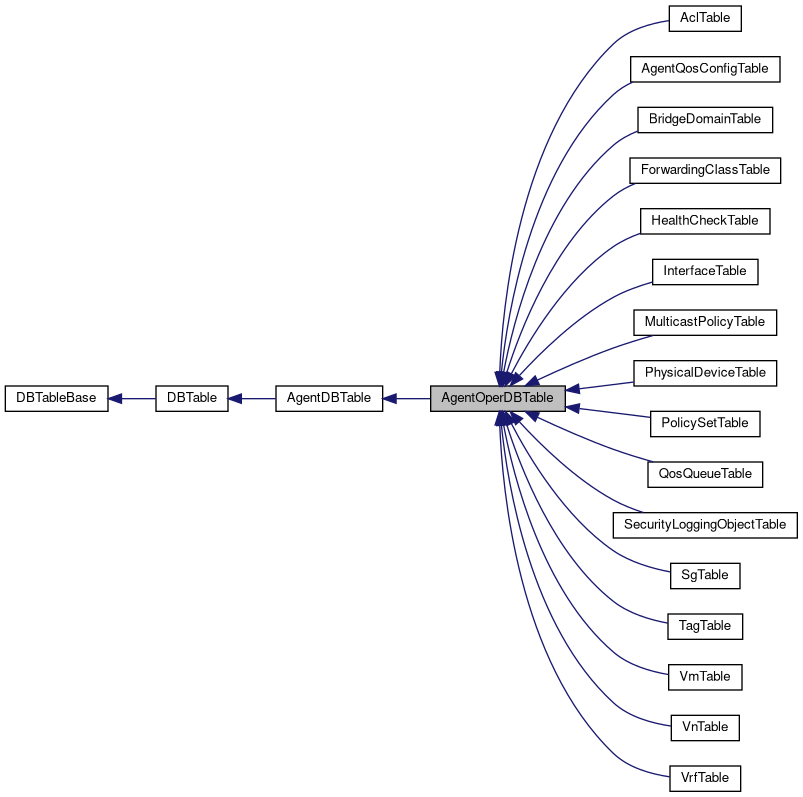 AclTable
AgentQosConfigTable
BridgeDomainTable
ForwardingClassTable
HealthCheckTable
InterfaceTable
MulticastPolicyTable
PhysicalDeviceTable
DBTableBase
DBTable
AgentDBTable
AgentOperDBTable
PolicySetTable
QosQueueTable
SecurityLoggingObjectTable
SgTable
TagTable
VmTable
VnTable
VrfTable